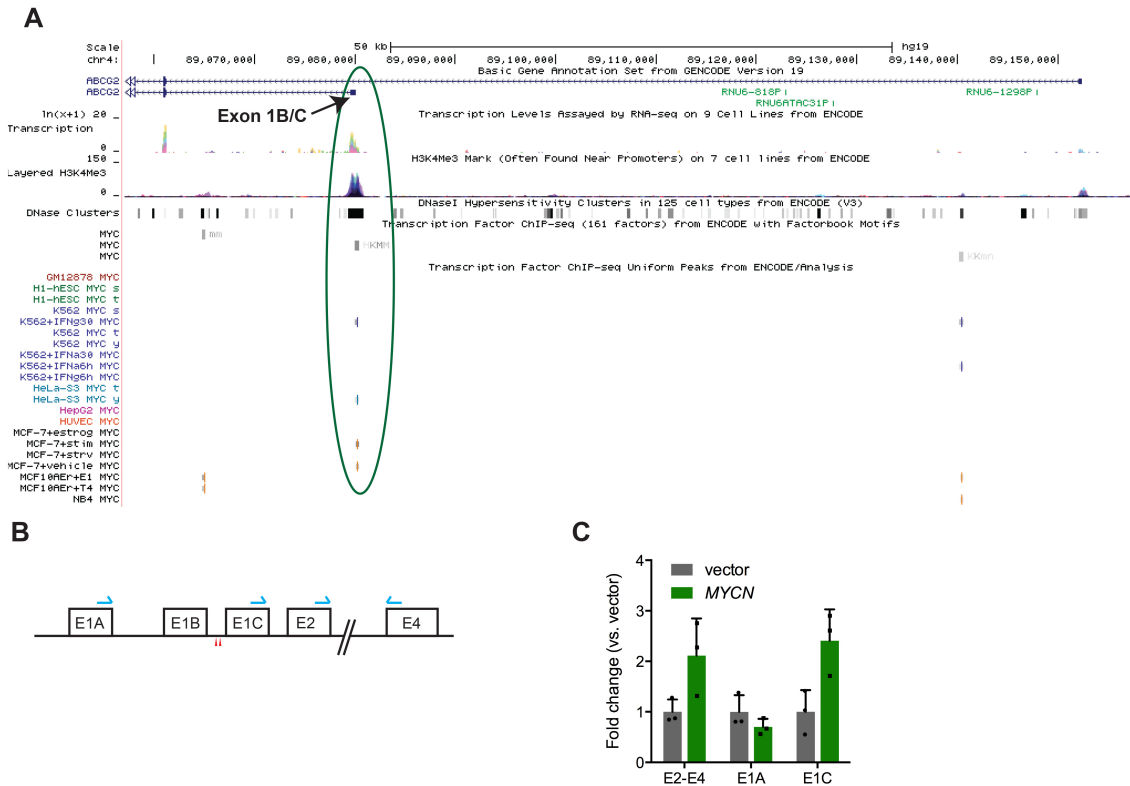 A
Scale 50 kb hg19
chr4: 89,070,000 89,080,000 89,090,000 89,100,000 89,110,000 89,120,000 89,130,000 89,140,000 89,150,000
Basic Gene Annotation Set from GENCODE Version 19
ABCG2
ABCG2 RNU6-818P RNU6-1298P
RNU6ATAC31P
Exon 1B/C
ln(x+1) 20 Transcription Levels Assayed by RNA-seq on 9 Cell Lines from ENCODE
Transcription
0
H3K4Me3 Mark (Often Found Near Promoters) on 7 cell lines from ENCODE
150
Layered H3K4Me3
0
DNaseI Hypersensitivity Clusters in 125 cell types from ENCODE (V3)
DNase Clusters
Transcription Factor ChIP-seq (161 factors) from ENCODE with Factorbook Motifs
MYC mm
MYC HKMM
MYC
Transcription Factor ChIP-seq Uniform Peaks from ENCODE/Analysis
GM12878 MYC
H1-hESC MYC s
H1-hESC MYC t
K562 MYC s
K562+IFNg30 MYC
K562 MYC t
K562 MYC y
K562+IFNa30 MYC
K562+IFNa6h MYC
K562+IFNg6h MYC
HeLa-S3 MYC t
HeLa-S3 MYC y
HepG2 MYC
HUVEC MYC
MCF-7+estrog MYC
MCF-7+stim MYC
MCF-7+strv MYC
MCF-7+vehicle MYC
MCF10AEr+E1 MYC
MCF10AEr+T4 MYC
NB4 MYC
B
E1A E1B E1C E2 E4
C
Fold change (vs. vector)
4
3
2
1
0
vector
MYCN
E2-E4 E1A E1C